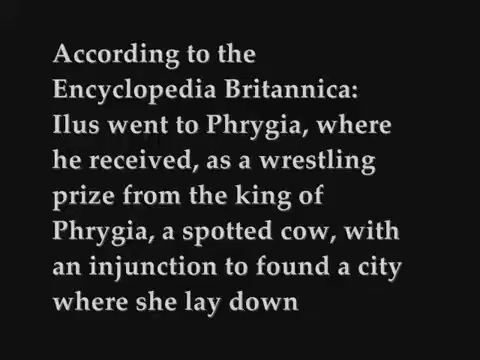 According to the
Encyclopedia Britannica:
Ilus went to Phrygia, where
he received, as a wrestling
prize from the king of
Phrygia, a spotted cow, with
an injunction to found a city
where she lay down